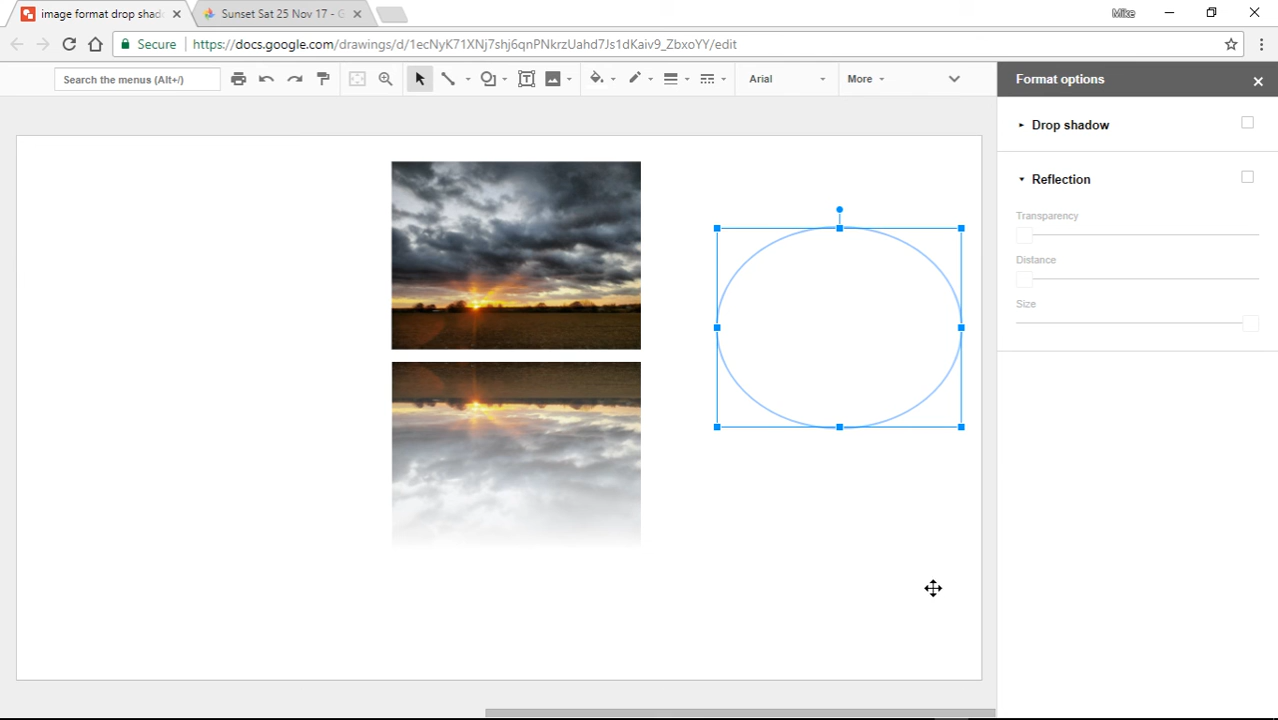 image format drop shad
Sunset Sat 25 Nov 17 - G
Mike
Secure
https://docs.google.com/drawings/d/1ecNyK71XNj7shj6qnPNkrzUahd7Js1dKaiv9_ZbxoYY/edit
Search the menus (Alt+/)
Arial
More
Format options
Drop shadow
Reflection
Transparency
Distance
Size